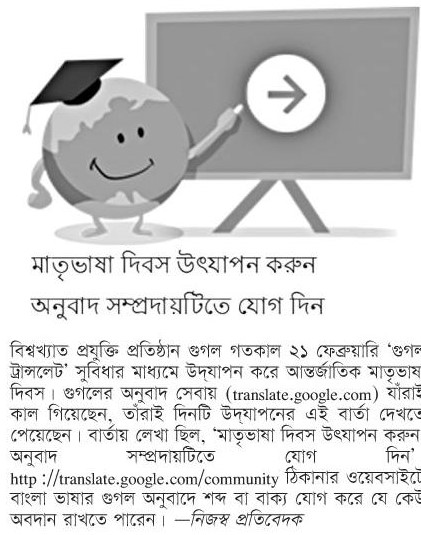 মাতৃভাষা দিবস উৎযাপন করুন
অনুবাদ সম্প্রদায়টিতে যোগ দিন
বিশ্বখ্যাত প্রযুক্তি প্রতিষ্ঠান গুগল গতকাল ২১ ফেব্রুয়ারি ‘গুগল
ট্রান্সলেট’ সুবিধার মাধ্যমে উদ্‌যাপন করে আন্তর্জাতিক মাতৃভাষা
দিবস। গুগলের অনুবাদ সেবায় (translate.google.com) যাঁরাই
কাল গিয়েছেন, তাঁরাই দিনটি উদ্‌যাপনের এই বার্তা দেখতে
পেয়েছেন। বার্তায় লেখা ছিল, ‘মাতৃভাষা দিবস উৎযাপন করুন
অনুবাদ সম্প্রদায়টিতে যোগ দিন’
http ://translate.google.com/community ঠিকানার ওয়েবসাইটে
বাংলা ভাষার গুগল অনুবাদে শব্দ বা বাক্য যোগ করে যে কেউ
অবদান রাখতে পারেন। —নিজস্ব প্রতিবেদক